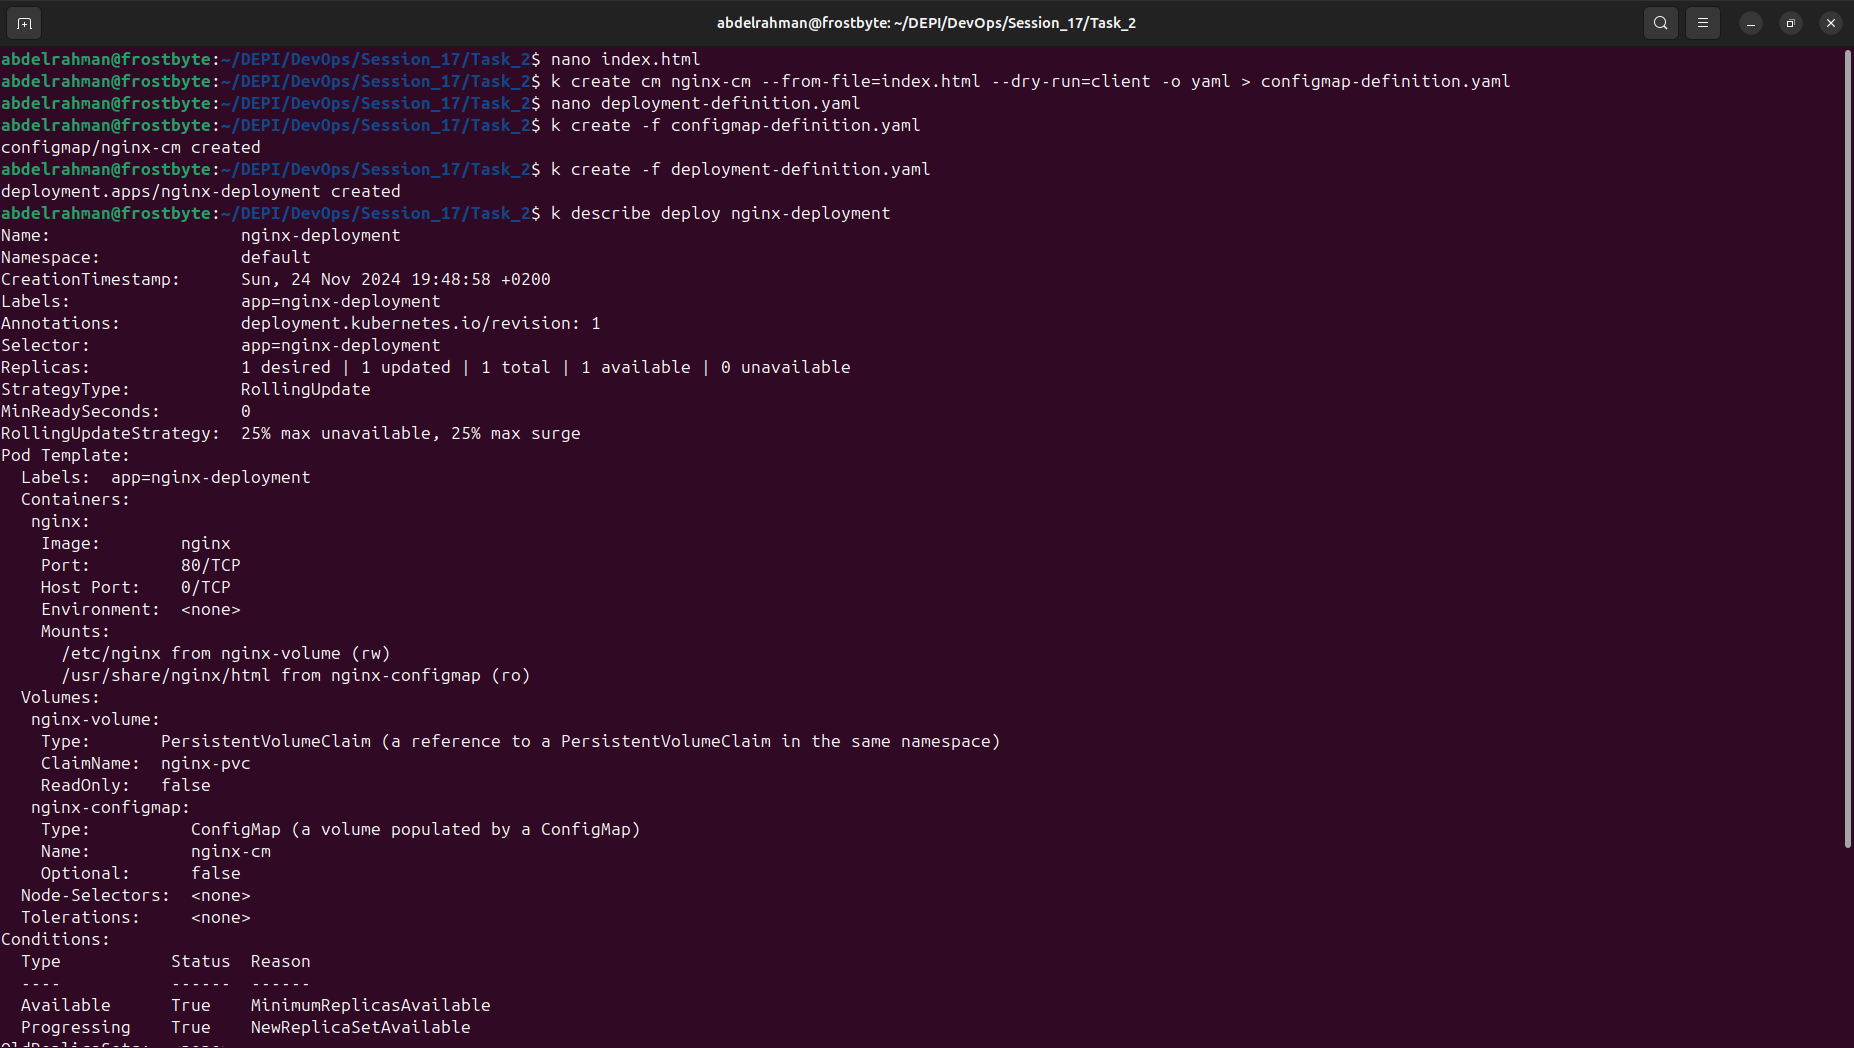 abdelrahman@frostbyte: ~/DEPI/DevOps/Session_17/Task_2
abdelrahman@frostbyte:~/DEPI/DevOps/Session_17/Task_2$ nano index.html
abdelrahman@frostbyte:~/DEPI/DevOps/Session_17/Task_2$ k create cm nginx-cm --from-file=index.html --dry-run=client -o yaml > configmap-definition.yaml
abdelrahman@frostbyte:~/DEPI/DevOps/Session_17/Task_2$ nano deployment-definition.yaml
abdelrahman@frostbyte:~/DEPI/DevOps/Session_17/Task_2$ k create -f configmap-definition.yaml
configmap/nginx-cm created
abdelrahman@frostbyte:~/DEPI/DevOps/Session_17/Task_2$ k create -f deployment-definition.yaml
deployment.apps/nginx-deployment created
abdelrahman@frostbyte:~/DEPI/DevOps/Session_17/Task_2$ k describe deploy nginx-deployment
Name:                   nginx-deployment
Namespace:              default
CreationTimestamp:      Sun, 24 Nov 2024 19:48:58 +0200
Labels:                 app=nginx-deployment
Annotations:            deployment.kubernetes.io/revision: 1
Selector:               app=nginx-deployment
Replicas:               1 desired | 1 updated | 1 total | 1 available | 0 unavailable
StrategyType:           RollingUpdate
MinReadySeconds:        0
RollingUpdateStrategy:  25% max unavailable, 25% max surge
Pod Template:
  Labels:  app=nginx-deployment
  Containers:
   nginx:
    Image:        nginx
    Port:         80/TCP
    Host Port:    0/TCP
    Environment:  <none>
    Mounts:
      /etc/nginx from nginx-volume (rw)
      /usr/share/nginx/html from nginx-configmap (ro)
  Volumes:
   nginx-volume:
    Type:       PersistentVolumeClaim (a reference to a PersistentVolumeClaim in the same namespace)
    ClaimName:  nginx-pvc
    ReadOnly:   false
   nginx-configmap:
    Type:          ConfigMap (a volume populated by a ConfigMap)
    Name:          nginx-cm
    Optional:      false
  Node-Selectors:  <none>
  Tolerations:     <none>
Conditions:
  Type           Status  Reason
  ----           ------  ------
  Available      True    MinimumReplicasAvailable
  Progressing    True    NewReplicaSetAvailable